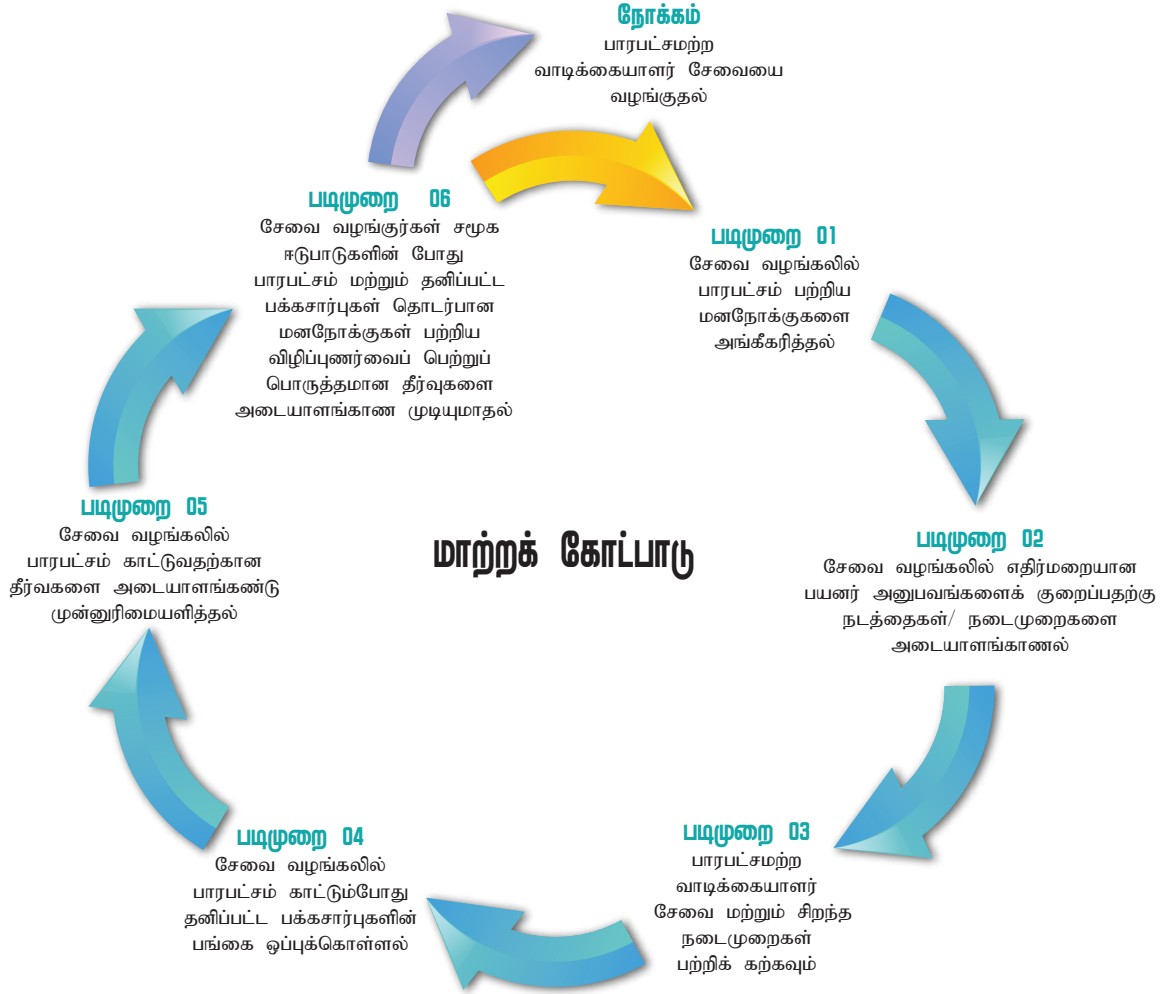 நோக்கம்
பாரபட்சமற்ற
வாடிக்கையாளர் சேவையை
வழங்குதல்
படிமுறை 01
சேவை வழங்கலில்
பாரபட்சம் பற்றிய
மனநோக்குகளை
அங்கீகரித்தல்
படிமுறை 02
சேவை வழங்கலில் எதிர்மறையான
பயனர் அனுபவங்களைக் குறைப்பதற்கு
நடத்தைகள்/ நடைமுறைகளை
அடையாளங்காணல்
படிமுறை 03
பாரபட்சமற்ற
வாடிக்கையாளர்
சேவை மற்றும் சிறந்த
நடைமுறைகள்
பற்றிக் கற்கவும்
படிமுறை 04
சேவை வழங்கலில்
பாரபட்சம் காட்டும்போது
தனிப்பட்ட பக்கசார்புகளின்
பங்கை ஒப்புக்கொள்ளல்
படிமுறை 05
சேவை வழங்கலில்
பாரபட்சம் காட்டுவதற்கான
தீர்வகளை அடையாளங்கண்டு
முன்னுரிமையளித்தல்
படிமுறை 06
சேவை வழங்குர்கள் சமூக
ஈடுபாடுகளின் போது
பாரபட்சம் மற்றும் தனிப்பட்ட
பக்கசார்புகள் தொடர்பான
மனநோக்குகள் பற்றிய
விழிப்புணர்வைப் பெற்றுப்
பொருத்தமான தீர்வுகளை
அடையாளங்காண முடியுமாதல்
மாற்றக் கோட்பாடு